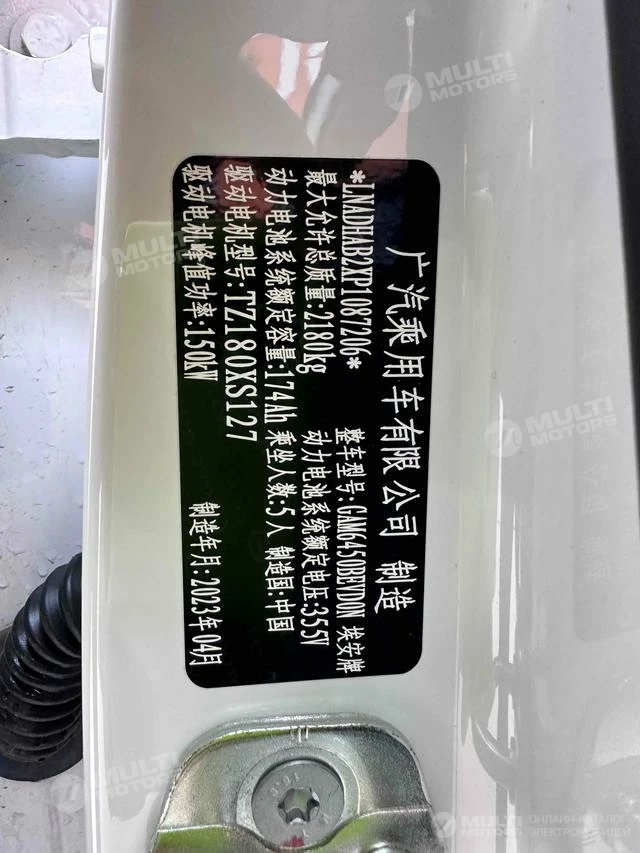 广汽乘用车有限公司 制造
*LNADHAB2XP1087206* 整车型号:GAM6450BEVD0N 埃安牌
最大允许总质量:2180kg 动力电池系统额定电压:355V
动力电池系统额定容量:174Ah 乘坐人数:5人 制造国:中国
驱动电机型号:TZ180XS127
驱动电机峰值功率:150kW 制造年月:2023年04月
MULTI
MOTORS
MULTI
MOTORS
MULTI
MOTORS
MULTI
MOTORS
ОНЛАЙН-КАТАЛОГ
ЭЛЕКТРОМОБИЛЕЙ